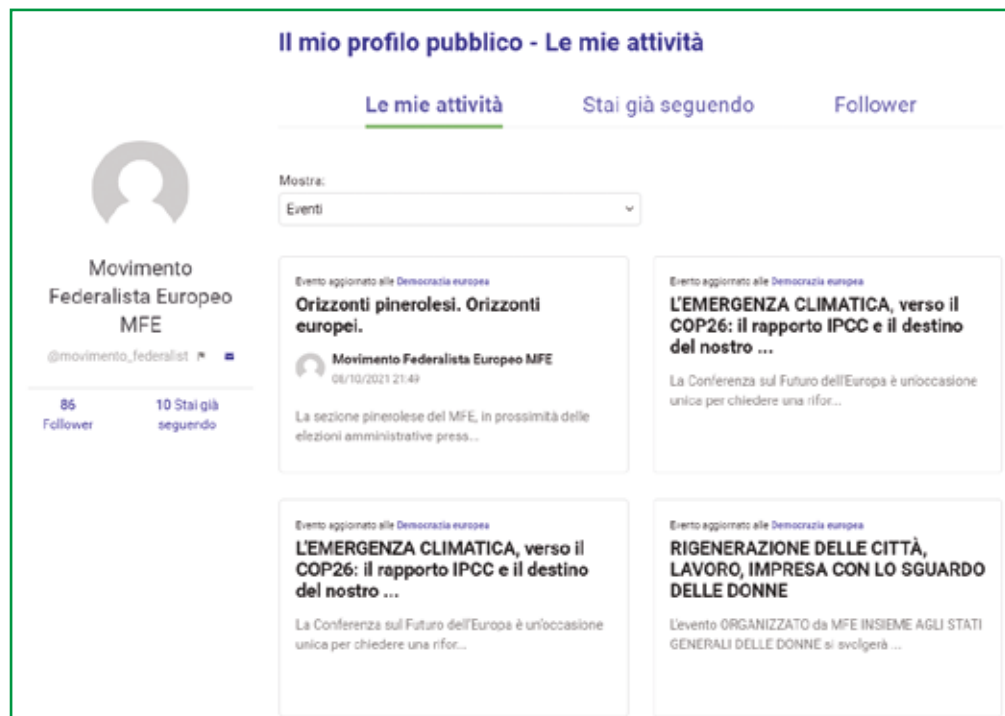 Il mio profilo pubblico - Le mie attività
Le mie attività
Stai già seguendo
Follower
Movimento
Federalista Europeo
MFE
@movimento_federalist
86
Follower
10 Stai già
seguendo
Mostra:
Eventi
Evento aggiornato alle Democrazia europea
Orizzonti pinerolesi. Orizzonti
europei.
Movimento Federalista Europeo MFE
08/10/2021 21:49
La sezione pinerolese del MFE, in prossimità delle
elezioni amministrative press...
Evento aggiornato alle Democrazia europea
L'EMERGENZA CLIMATICA, verso il
COP26: il rapporto IPCC e il destino
del nostro ...
La Conferenza sul Futuro dell'Europa è un'occasione
unica per chiedere una rifor...
Evento aggiornato alle Democrazia europea
L'EMERGENZA CLIMATICA, verso il
COP26: il rapporto IPCC e il destino
del nostro ...
La Conferenza sul Futuro dell'Europa è un'occasione
unica per chiedere una rifor...
Evento aggiornato alle Democrazia europea
RIGENERAZIONE DELLE CITTÀ,
LAVORO, IMPRESA CON LO SGUARDO
DELLE DONNE
L'evento ORGANIZZATO da MFE INSIEME AGLI STATI
GENERALI DELLE DONNE si svolgerà ...